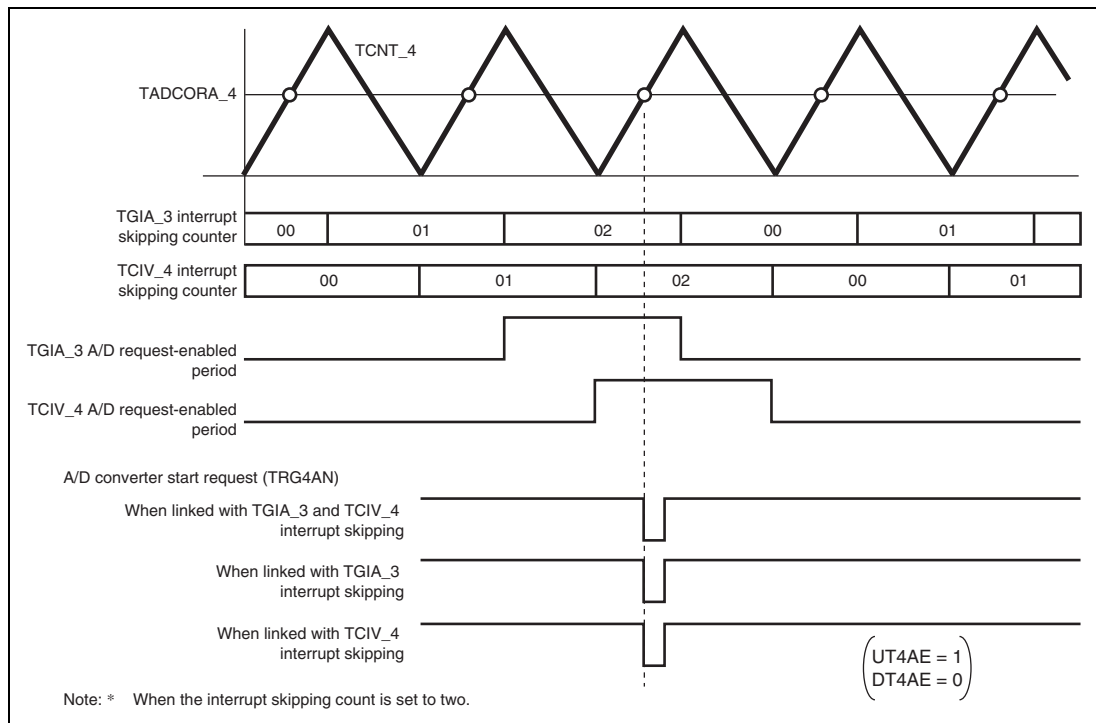 TCNT_4
TADCORA_4
TGIA_3 interrupt
skipping counter
00 01 02 00 01
TCIV_4 interrupt
skipping counter
00 01 02 00 01
TGIA_3 A/D request-enabled
period
TCIV_4 A/D request-enabled
period
A/D converter start request (TRG4AN)
When linked with TGIA_3 and TCIV_4
interrupt skipping
When linked with TGIA_3
interrupt skipping
When linked with TCIV_4
interrupt skipping
UT4AE = 1
DT4AE = 0
Note: * When the interrupt skipping count is set to two.